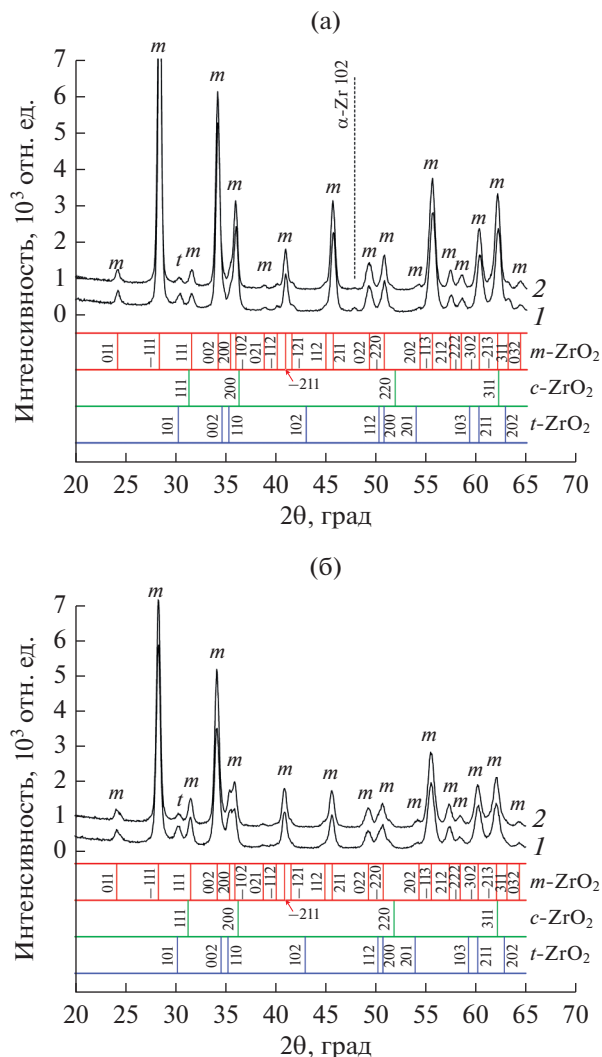 (а)
Интенсивность, 10³ отн. ед.
7
6
5
4
3
2
1
0
m
m
t
m
m
m
m
m
m
α-Zr 102
m
m
m
m
m
m
m
m
m
2
1
011
–111
111
002
200
–102
021
–112
–211
–121
112
211
022
–220
202
–113
212
–222
–302
–213
311
032
m-ZrO₂
111
200
220
311
c-ZrO₂
101
002
110
102
112
200
201
103
211
202
t-ZrO₂
20 25 30 35 40 45 50 55 60 65 70
2θ, град
(б)
Интенсивность, 10³ отн. ед.
7
6
5
4
3
2
1
0
m
m
t
m
m
m
m
m
m
m
m
m
m
m
m
m
m
2
1
011
–111
111
002
200
–102
021
–112
–211
–121
112
211
022
–220
202
–113
212
–222
–302
–213
311
032
m-ZrO₂
111
200
220
311
c-ZrO₂
101
002
110
102
112
200
201
103
211
202
t-ZrO₂
20 25 30 35 40 45 50 55 60 65 70
2θ, град